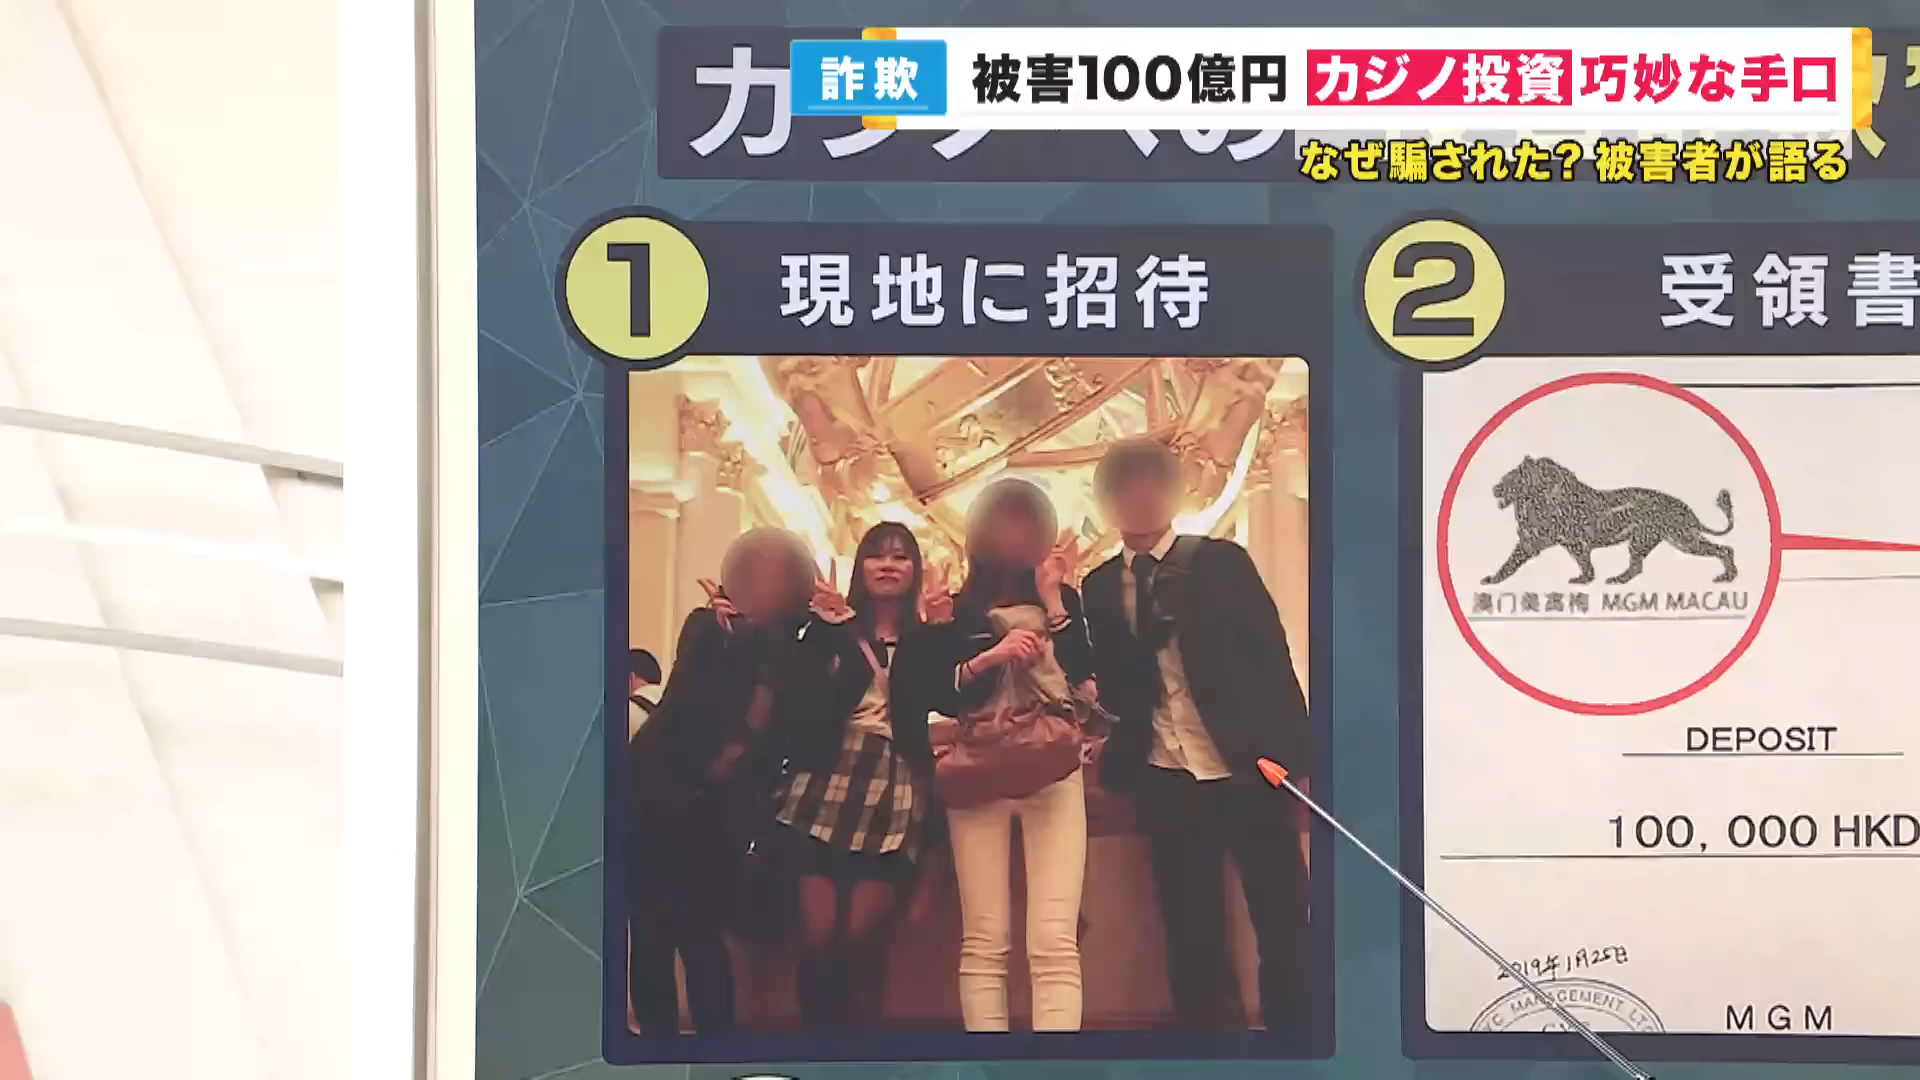 詐欺
被害100億円 カジノ投資 巧妙な手口
なぜ騙された?被害者が語る
1 現地に招待
2 受領書
澳门美高梅 MGM MACAU
DEPOSIT
100,000 HKD
2019年1月25日
MANAGEMENT LT
MGM